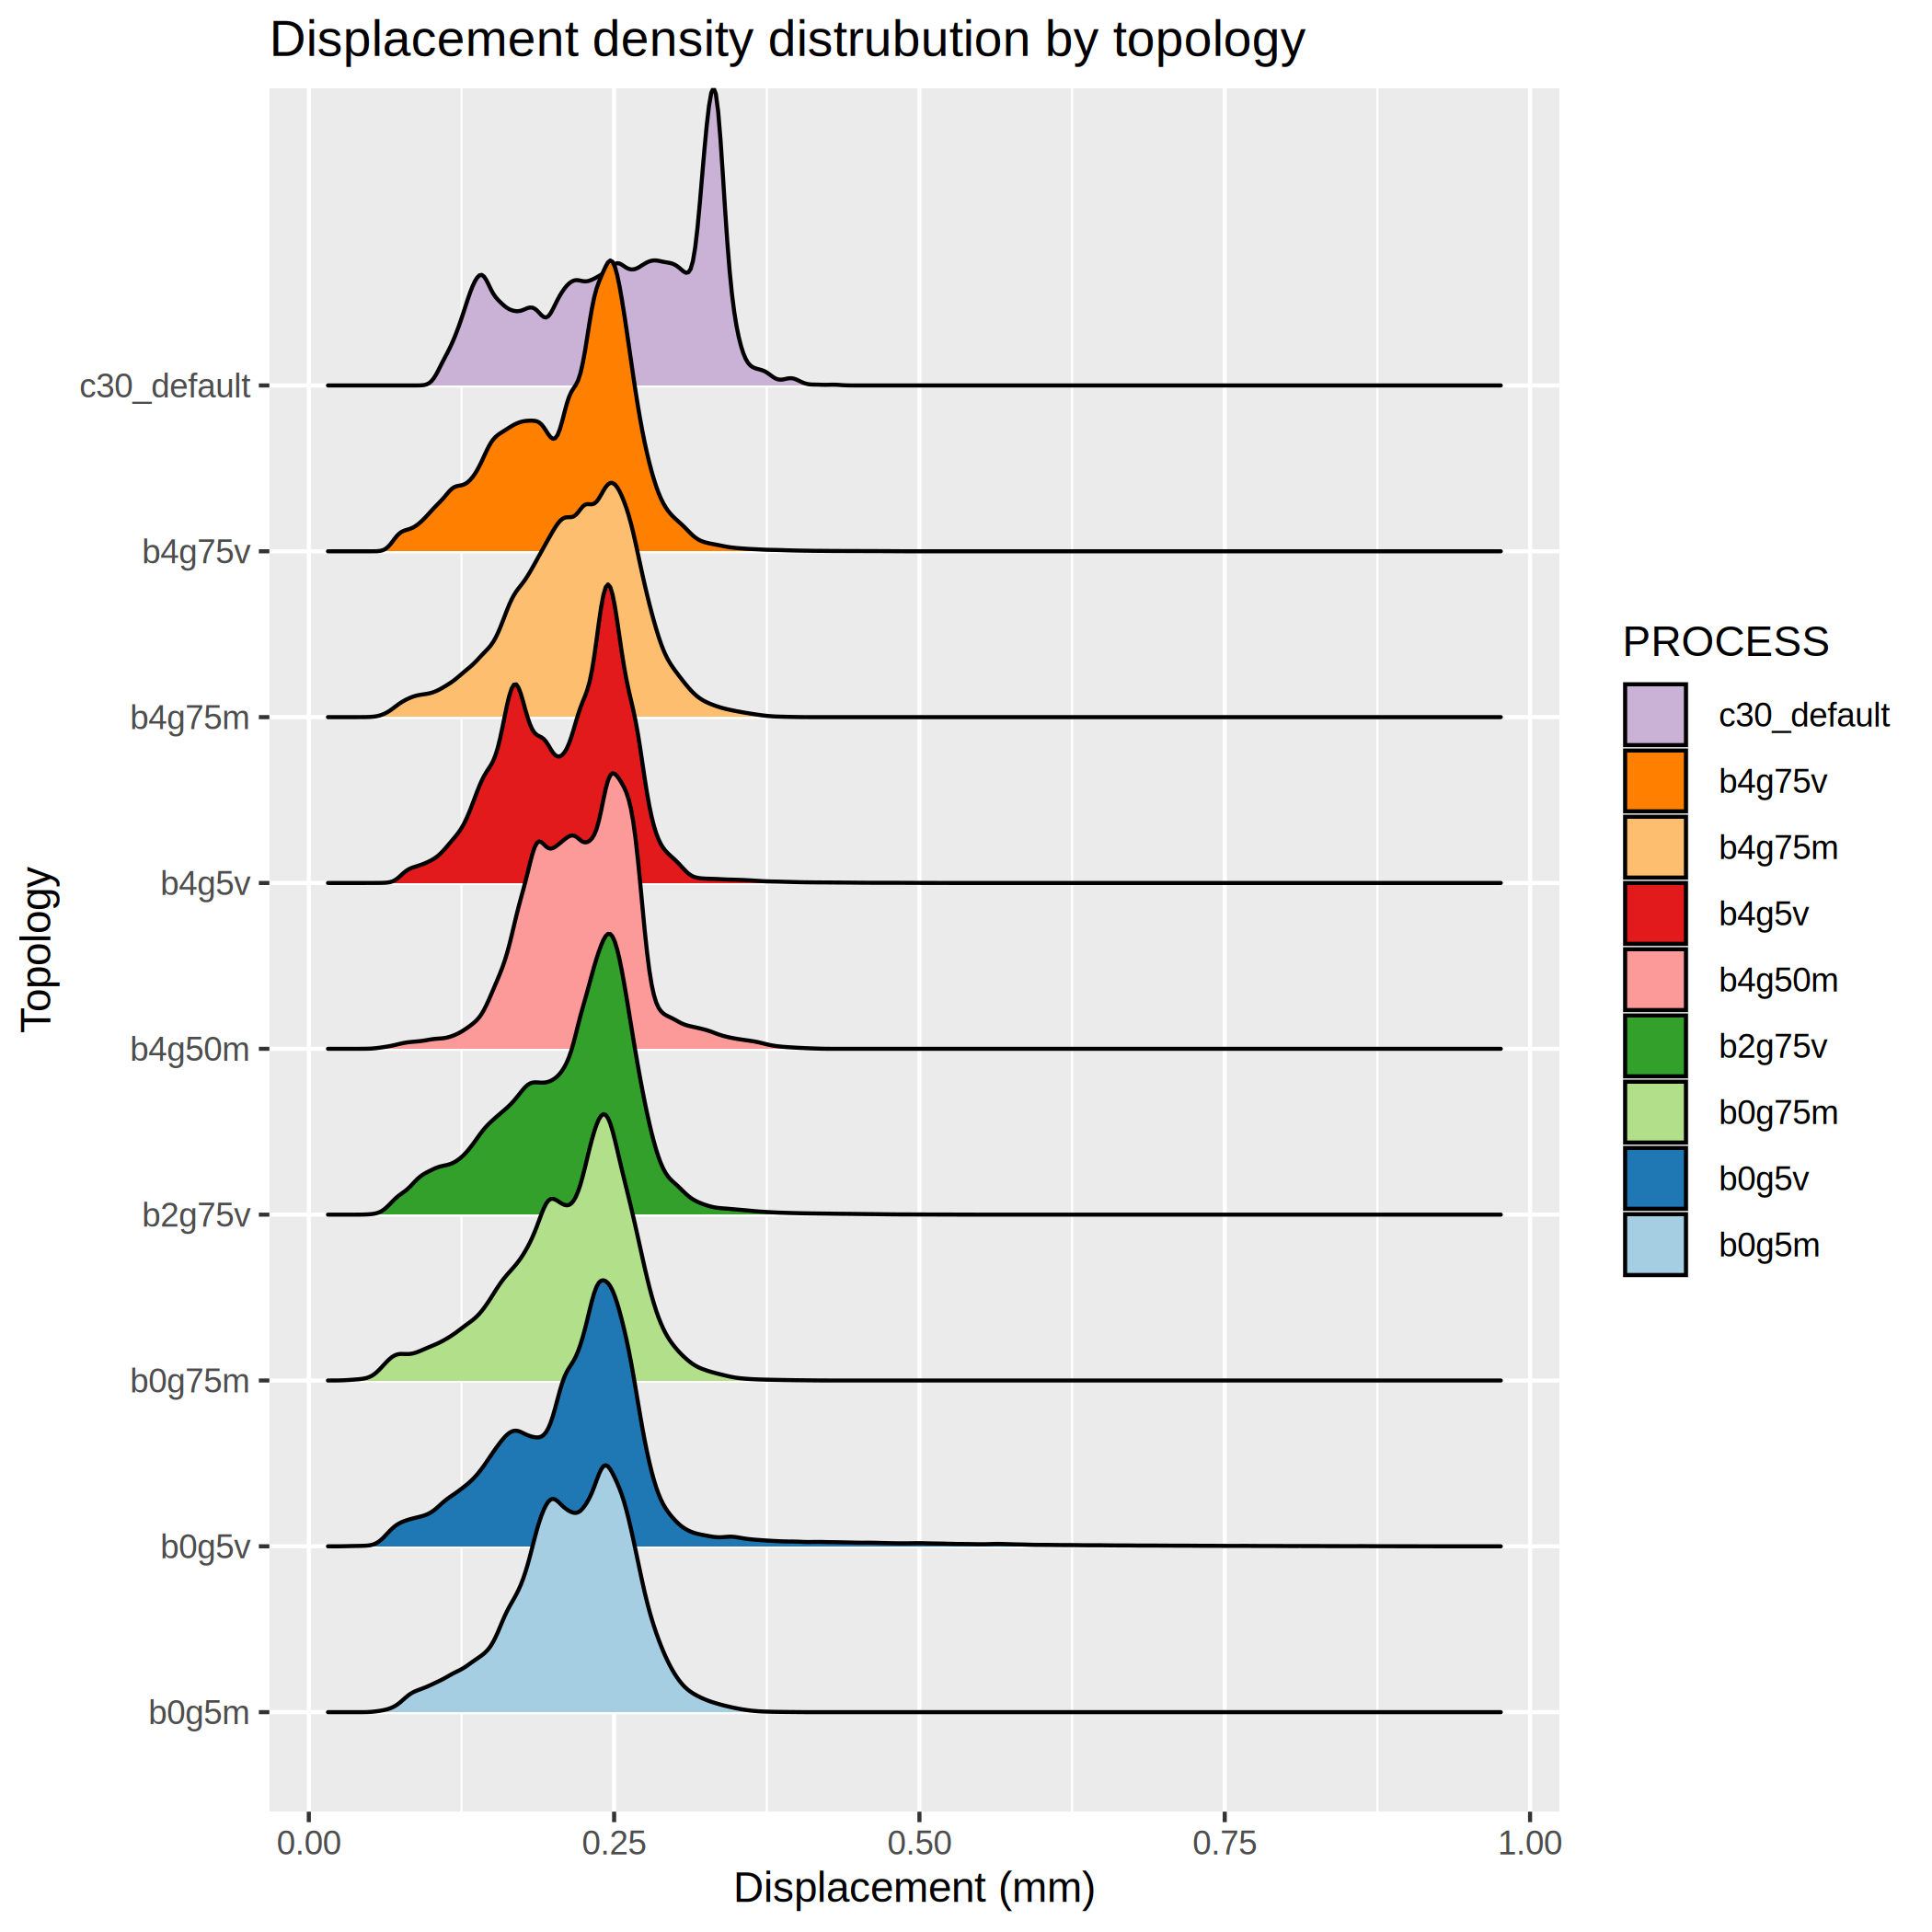 Displacement density distrubution by topology
Topology
c30_default
b4g75v
b4g75m
b4g5v
b4g50m
b2g75v
b0g75m
b0g5v
b0g5m
0.00 0.25 0.50 0.75 1.00
Displacement (mm)
PROCESS
c30_default
b4g75v
b4g75m
b4g5v
b4g50m
b2g75v
b0g75m
b0g5v
b0g5m